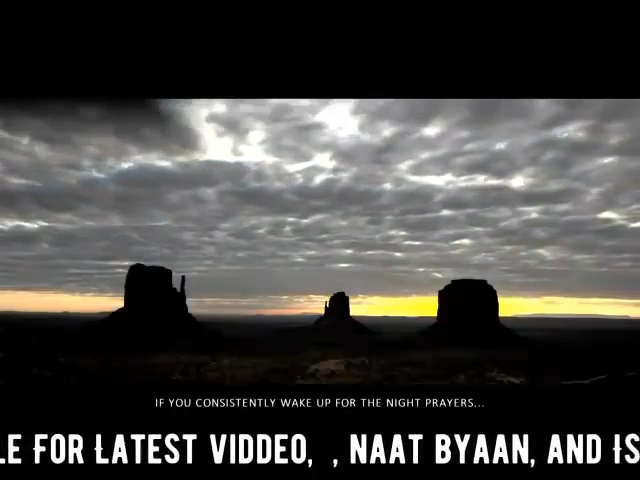 IF YOU CONSISTENTLY WAKE UP FOR THE NIGHT PRAYERS...
LE FOR LATEST VIDDEO,  , NAAT BYAAN, AND IS